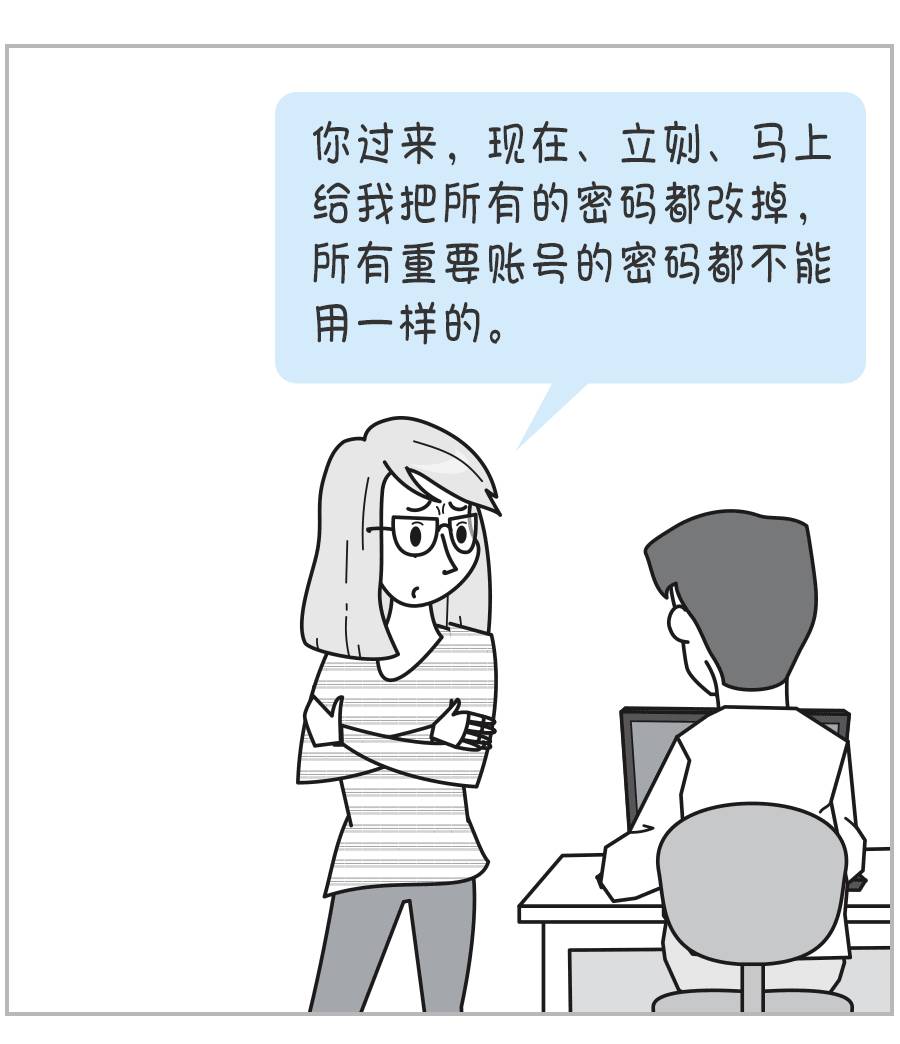 你过来，现在、立刻、马上
给我把所有的密码都改掉，
所有重要账号的密码都不能
用一样的。